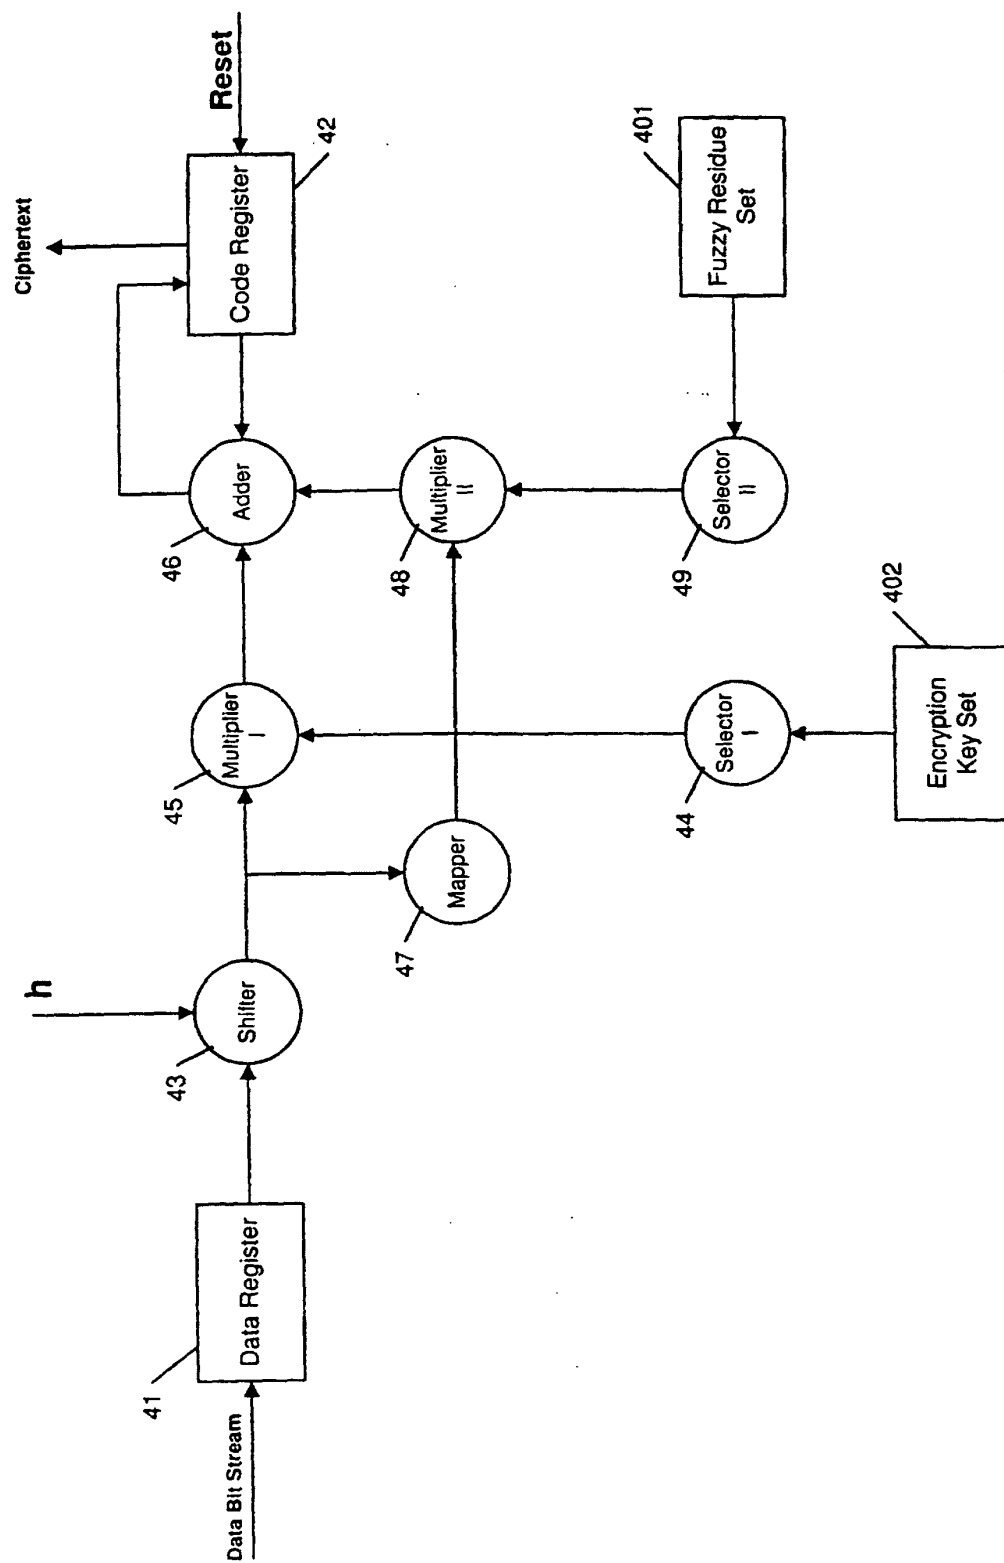 Data Bit Stream
41
Data Register
h
43
Shifter
47
Mapper
45
Multiplier
I
44
Selector
I
402
Encryption
Key Set
46
Adder
48
Multiplier
II
49
Selector
II
Ciphertext
Code Register
42
Reset
401
Fuzzy Residue
Set